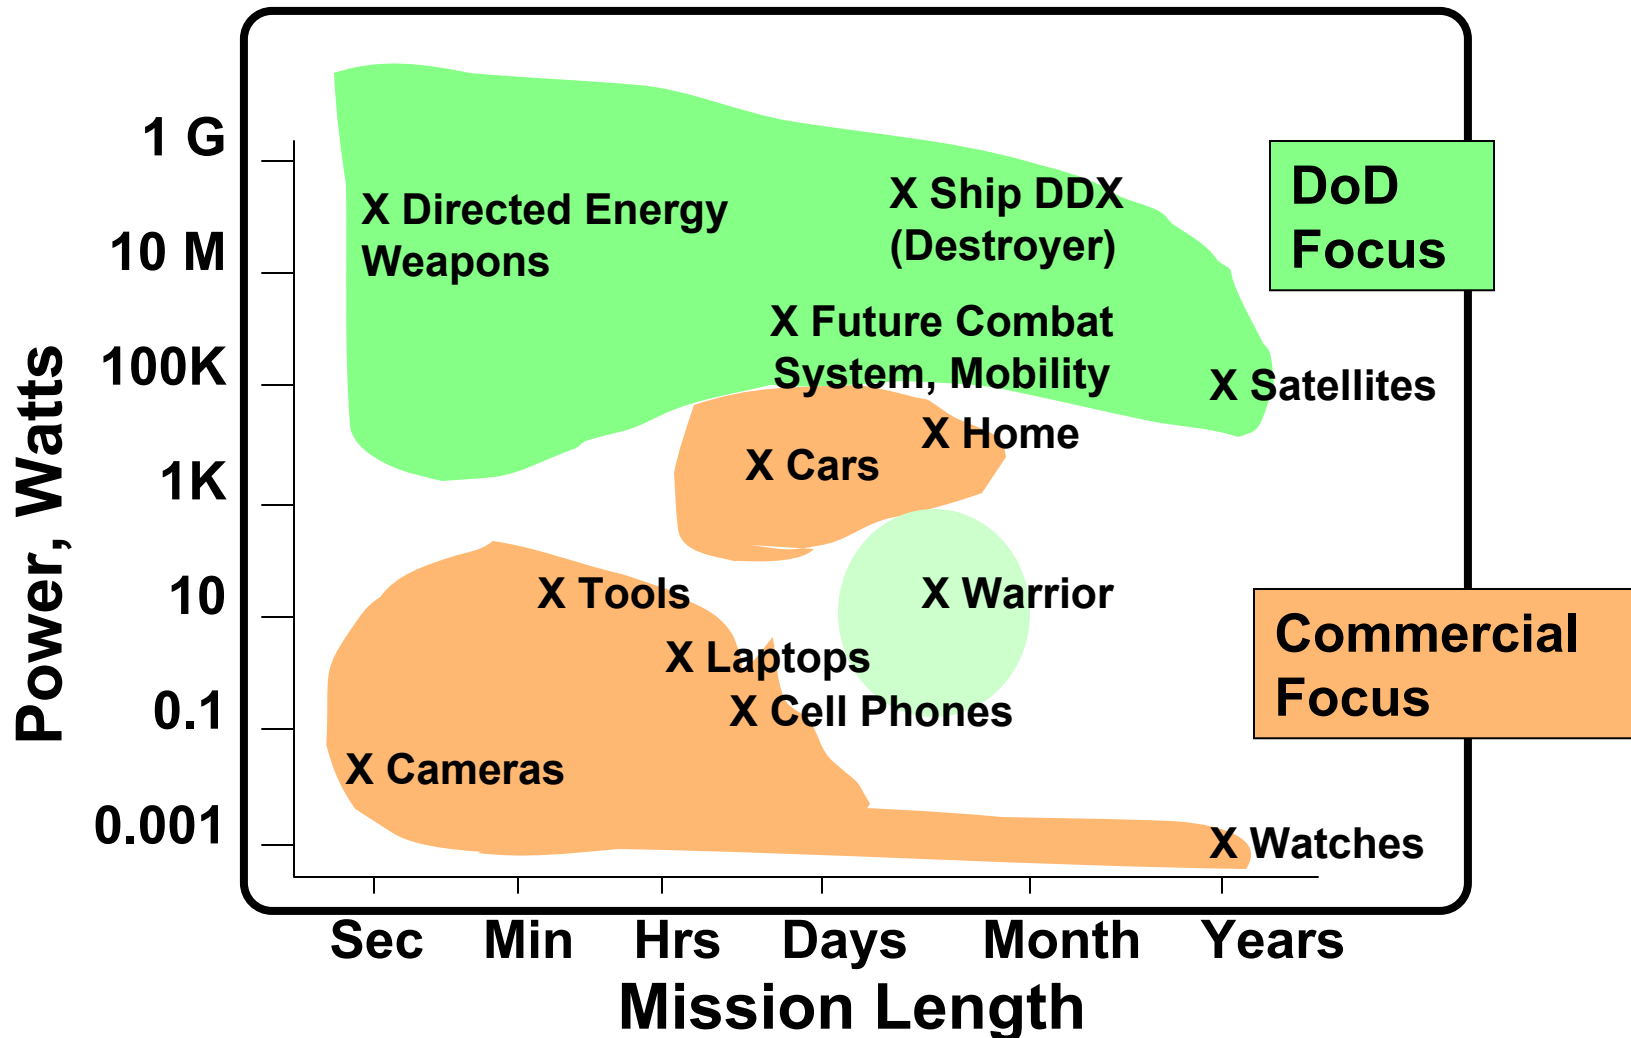 1 G
10 M
100K
1K
10
0.1
0.001
Power, Watts
X Directed Energy
Weapons
X Ship DDX
(Destroyer)
X Future Combat
System, Mobility
X Satellites
X Home
X Cars
X Tools
X Warrior
X Laptops
X Cell Phones
X Cameras
X Watches
DoD
Focus
Commercial
Focus
Sec Min Hrs Days Month Years
Mission Length